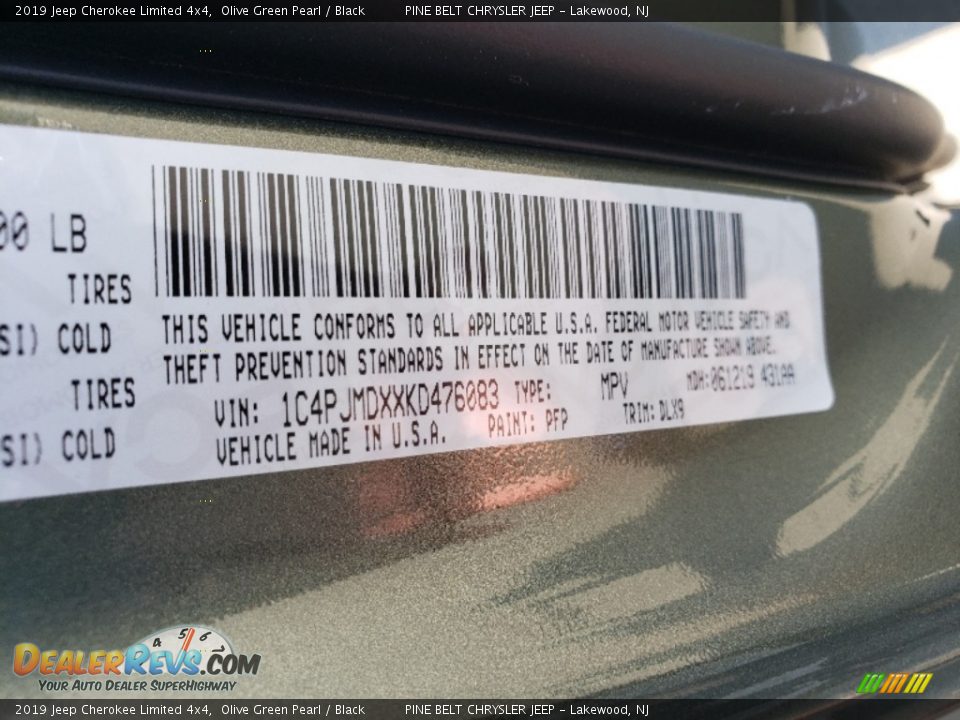 2019 Jeep Cherokee Limited 4x4, Olive Green Pearl / Black PINE BELT CHRYSLER JEEP - Lakewood, NJ
00 LB
TIRES
SI) COLD
TIRES
SI) COLD
THIS VEHICLE CONFORMS TO ALL APPLICABLE U.S.A. FEDERAL MOTOR VEHICLE SAFETY AND
THEFT PREVENTION STANDARDS IN EFFECT ON THE DATE OF MANUFACTURE SHOWN ABOVE.
VIN: 1C4PJMDXXKD476083 TYPE: MPV MDH:061219 431AA
VEHICLE MADE IN U.S.A. PAINT: PFP TRIM: DLX9
4 5 6
DealerRevs.com
Your Auto Dealer SuperHighway
2019 Jeep Cherokee Limited 4x4, Olive Green Pearl / Black PINE BELT CHRYSLER JEEP - Lakewood, NJ